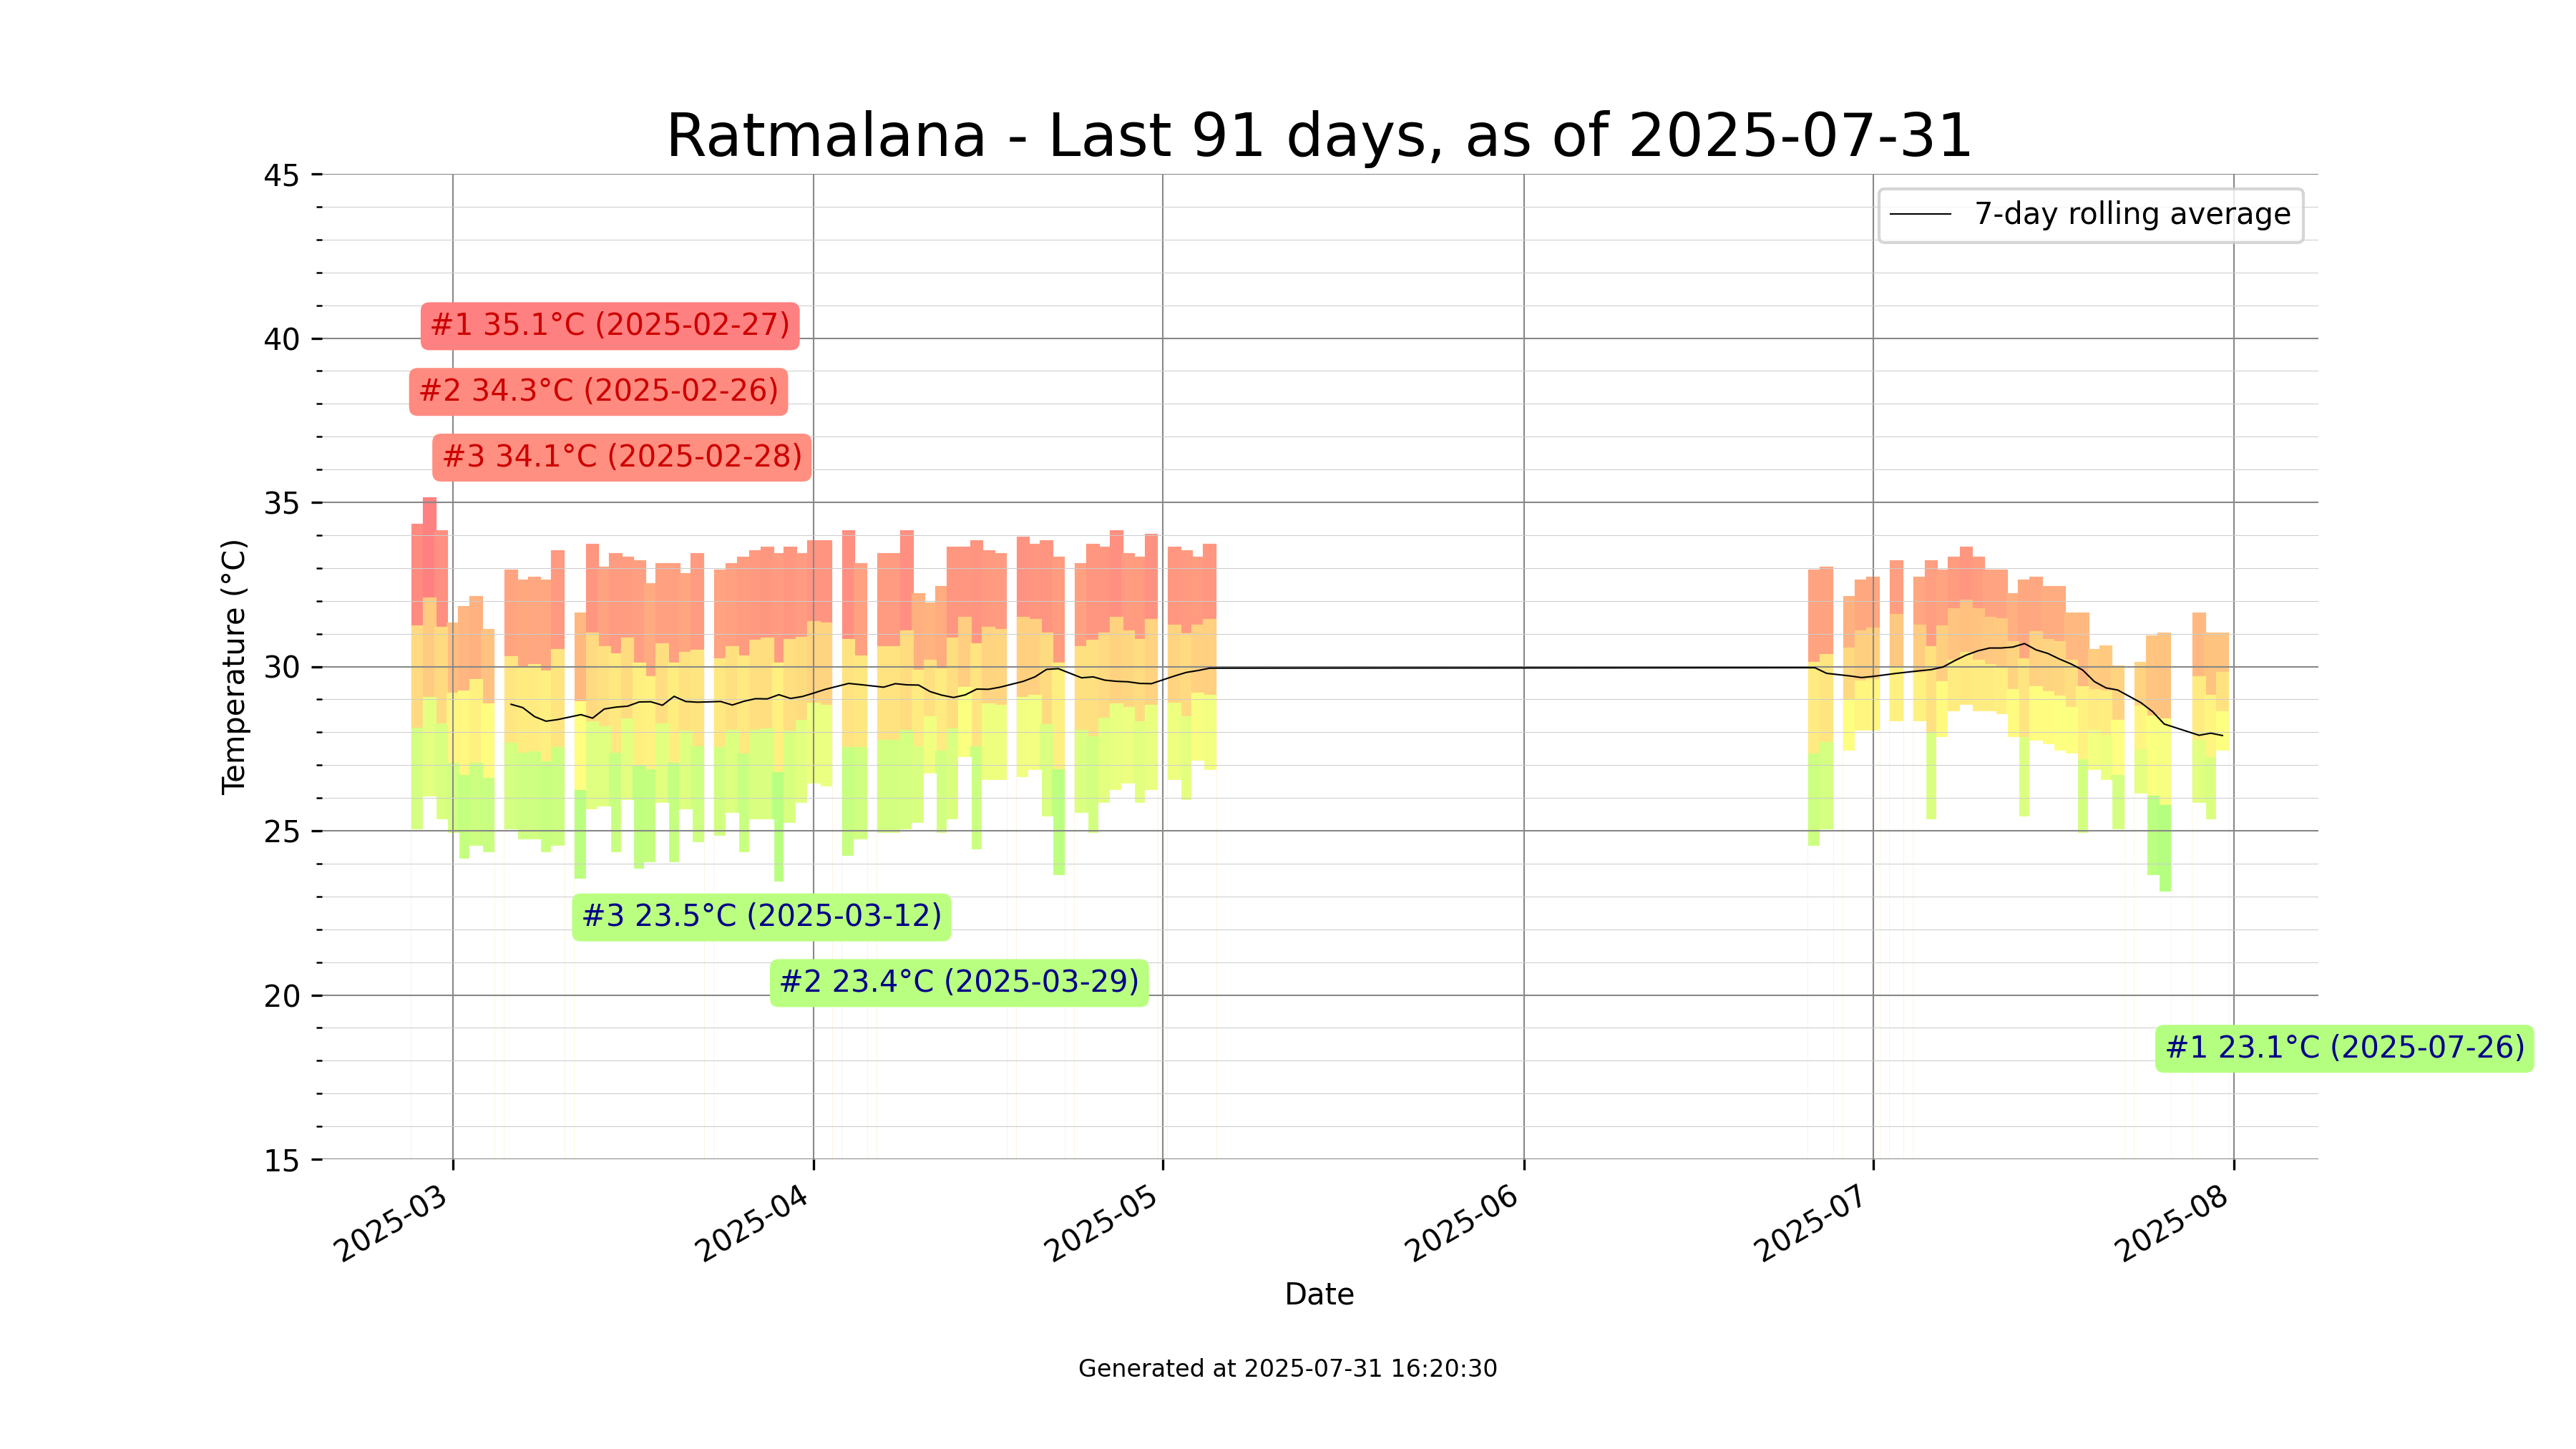 Ratmalana - Last 91 days, as of 2025-07-31
45
40
35
30
25
20
15
Temperature (°C)
7-day rolling average
#1 35.1°C (2025-02-27)
#2 34.3°C (2025-02-26)
#3 34.1°C (2025-02-28)
#3 23.5°C (2025-03-12)
#2 23.4°C (2025-03-29)
#1 23.1°C (2025-07-26)
2025-03
2025-04
2025-05
2025-06
2025-07
2025-08
Date
Generated at 2025-07-31 16:20:30